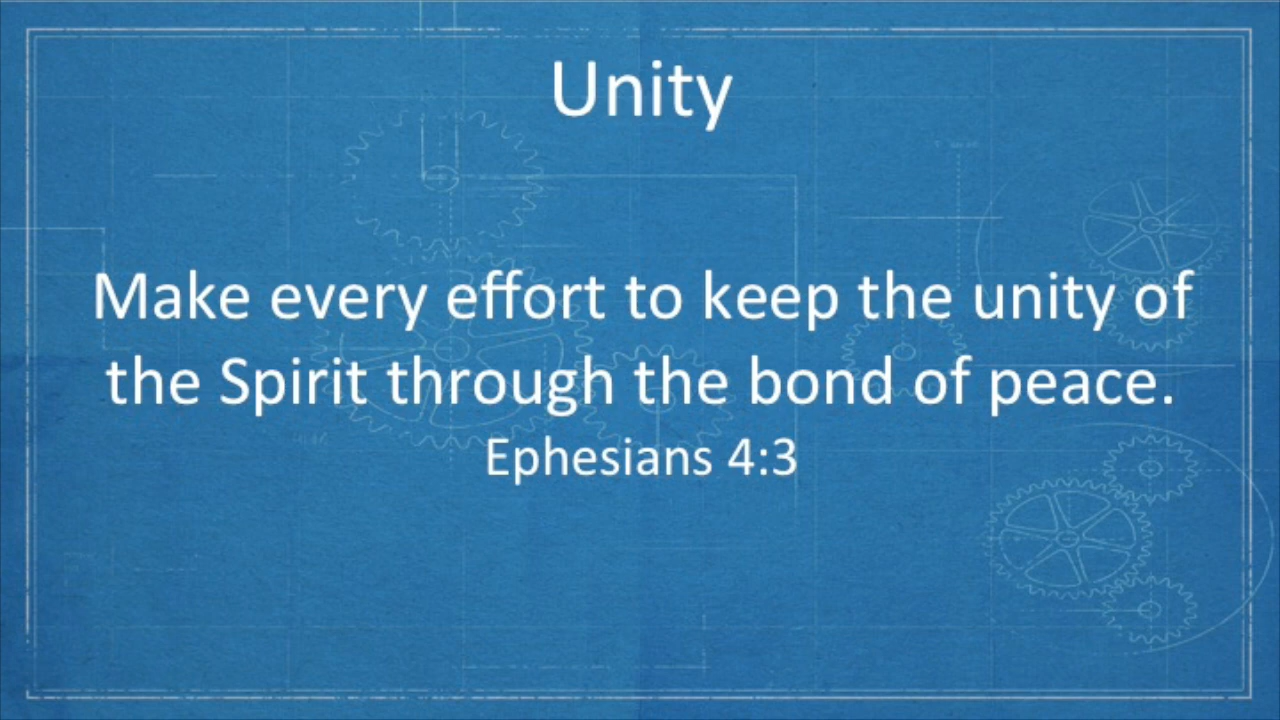 Unity
Make every effort to keep the unity of
the Spirit through the bond of peace.
Ephesians 4:3